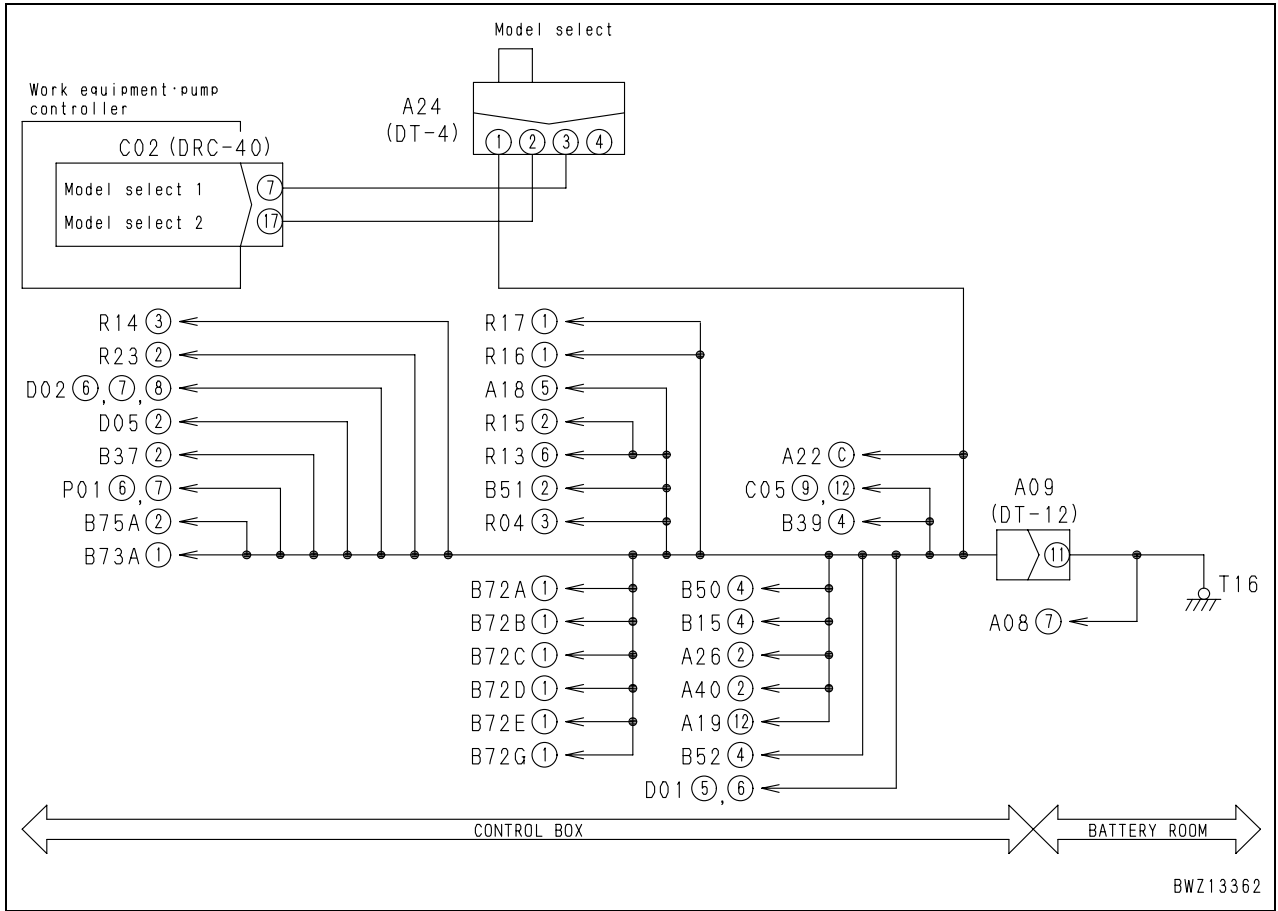 Model select
Work equipment·pump
controller
A24
(DT-4)
① ② ③ ④
C02 (DRC-40)
Model select 1 ⑦
Model select 2 ⑰
R14 ③
R23 ②
D02 ⑥, ⑦, ⑧
D05 ②
B37 ②
P01 ⑥, ⑦
B75A ②
B73A ①
R17 ①
R16 ①
A18 ⑤
R15 ②
R13 ⑥
B51 ②
R04 ③
A22 Ⓒ
C05 ⑨, ⑫
B39 ④
A09
(DT-12)
⑪
T16
A08 ⑦
B72A ①
B72B ①
B72C ①
B72D ①
B72E ①
B72G ①
B50 ④
B15 ④
A26 ②
A40 ②
A19 ⑫
B52 ④
D01 ⑤, ⑥
CONTROL BOX
BATTERY ROOM
BWZ13362